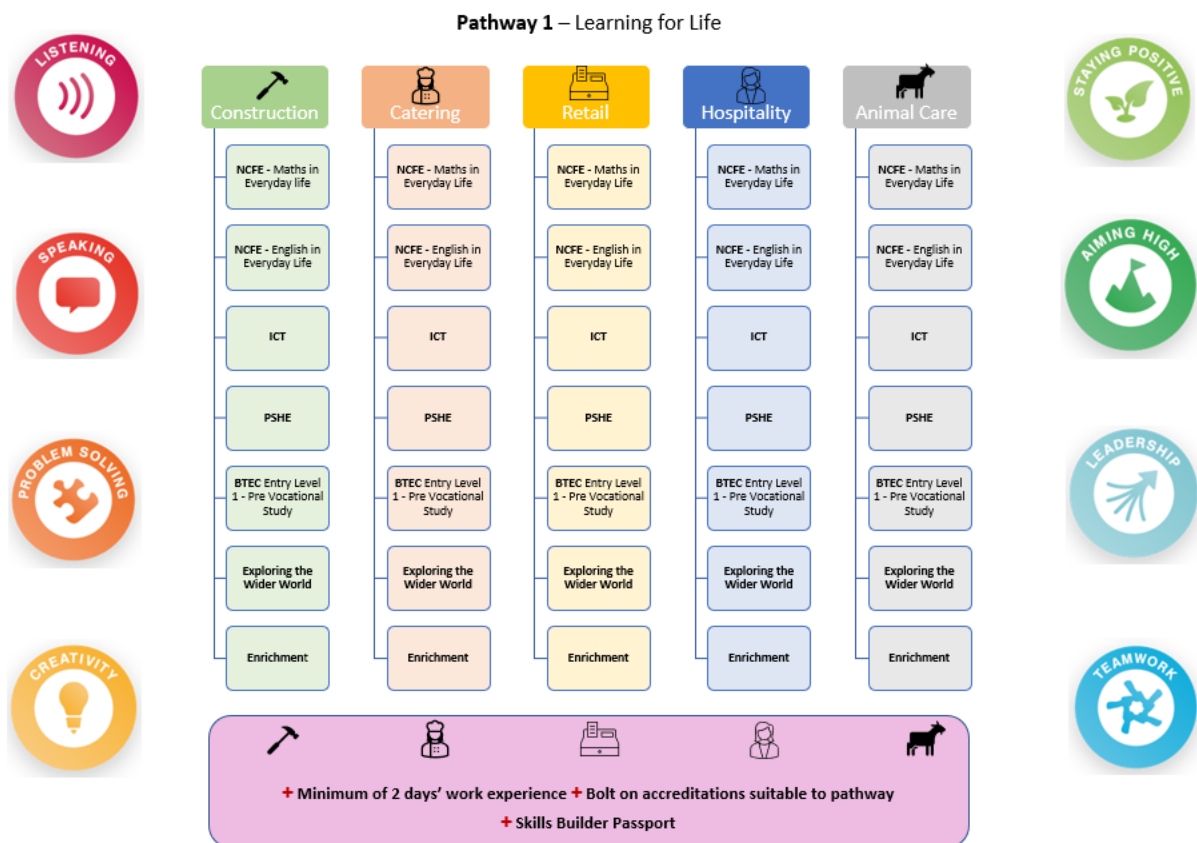 Pathway 1 – Learning for Life
LISTENING
SPEAKING
PROBLEM SOLVING
CREATIVITY
Construction
NCFE - Maths in
Everyday life
NCFE - English in
Everyday Life
ICT
PSHE
BTEC Entry Level
1 - Pre Vocational
Study
Exploring the
Wider World
Enrichment
Catering
NCFE - Maths in
Everyday Life
NCFE - English in
Everyday Life
ICT
PSHE
BTEC Entry Level
1 - Pre Vocational
Study
Exploring the
Wider World
Enrichment
Retail
NCFE - Maths in
Everyday Life
NCFE - English in
Everyday Life
ICT
PSHE
BTEC Entry Level
1 - Pre Vocational
Study
Exploring the
Wider World
Enrichment
Hospitality
NCFE - Maths in
Everyday Life
NCFE - English in
Everyday Life
ICT
PSHE
BTEC Entry Level
1 - Pre Vocational
Study
Exploring the
Wider World
Enrichment
Animal Care
NCFE - Maths in
Everyday Life
NCFE - English in
Everyday Life
ICT
PSHE
BTEC Entry Level
1 - Pre Vocational
Study
Exploring the
Wider World
Enrichment
STAYING POSITIVE
AIMING HIGH
LEADERSHIP
TEAMWORK
+ Minimum of 2 days’ work experience + Bolt on accreditations suitable to pathway
+ Skills Builder Passport